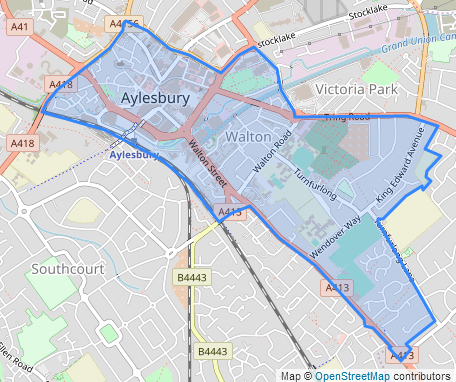 A4156
STOCKLAKE
A41
STOCKLAKE
Grand Union Can
A418
Victoria Park
Aylesbury
Tring Road
Walton
A418
Aylesbury
Walton Street
Walton Road
King Edward Avenue
Turnfurlong
A413
Wendover Way
Turnfurlong Lane
Southcourt
B4443
A413
Ellen Road
B4443
A413
Map © OpenStreetMap contributors